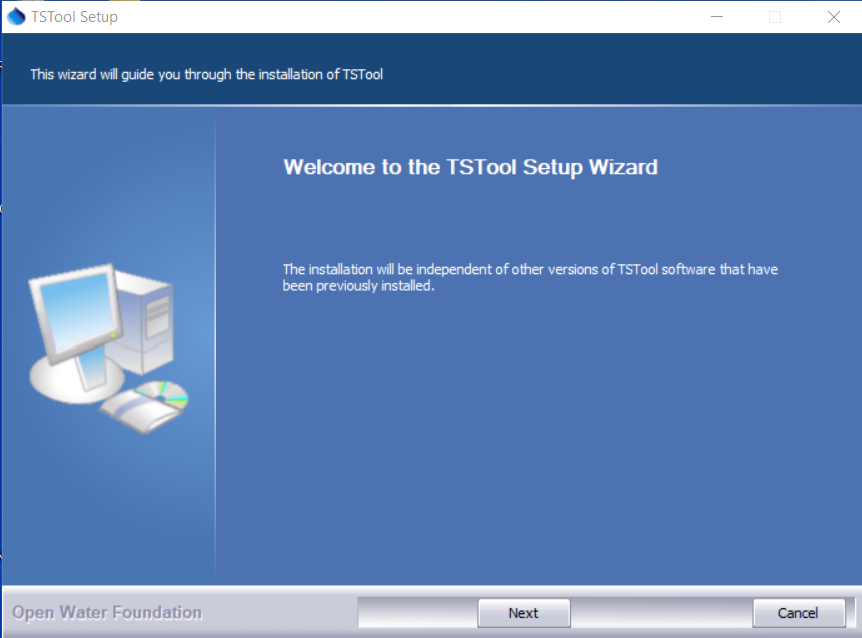 TSTool Setup
This wizard will guide you through the installation of TSTool
Welcome to the TSTool Setup Wizard
The installation will be independent of other versions of TSTool software that have
been previously installed.
Open Water Foundation
Next
Cancel